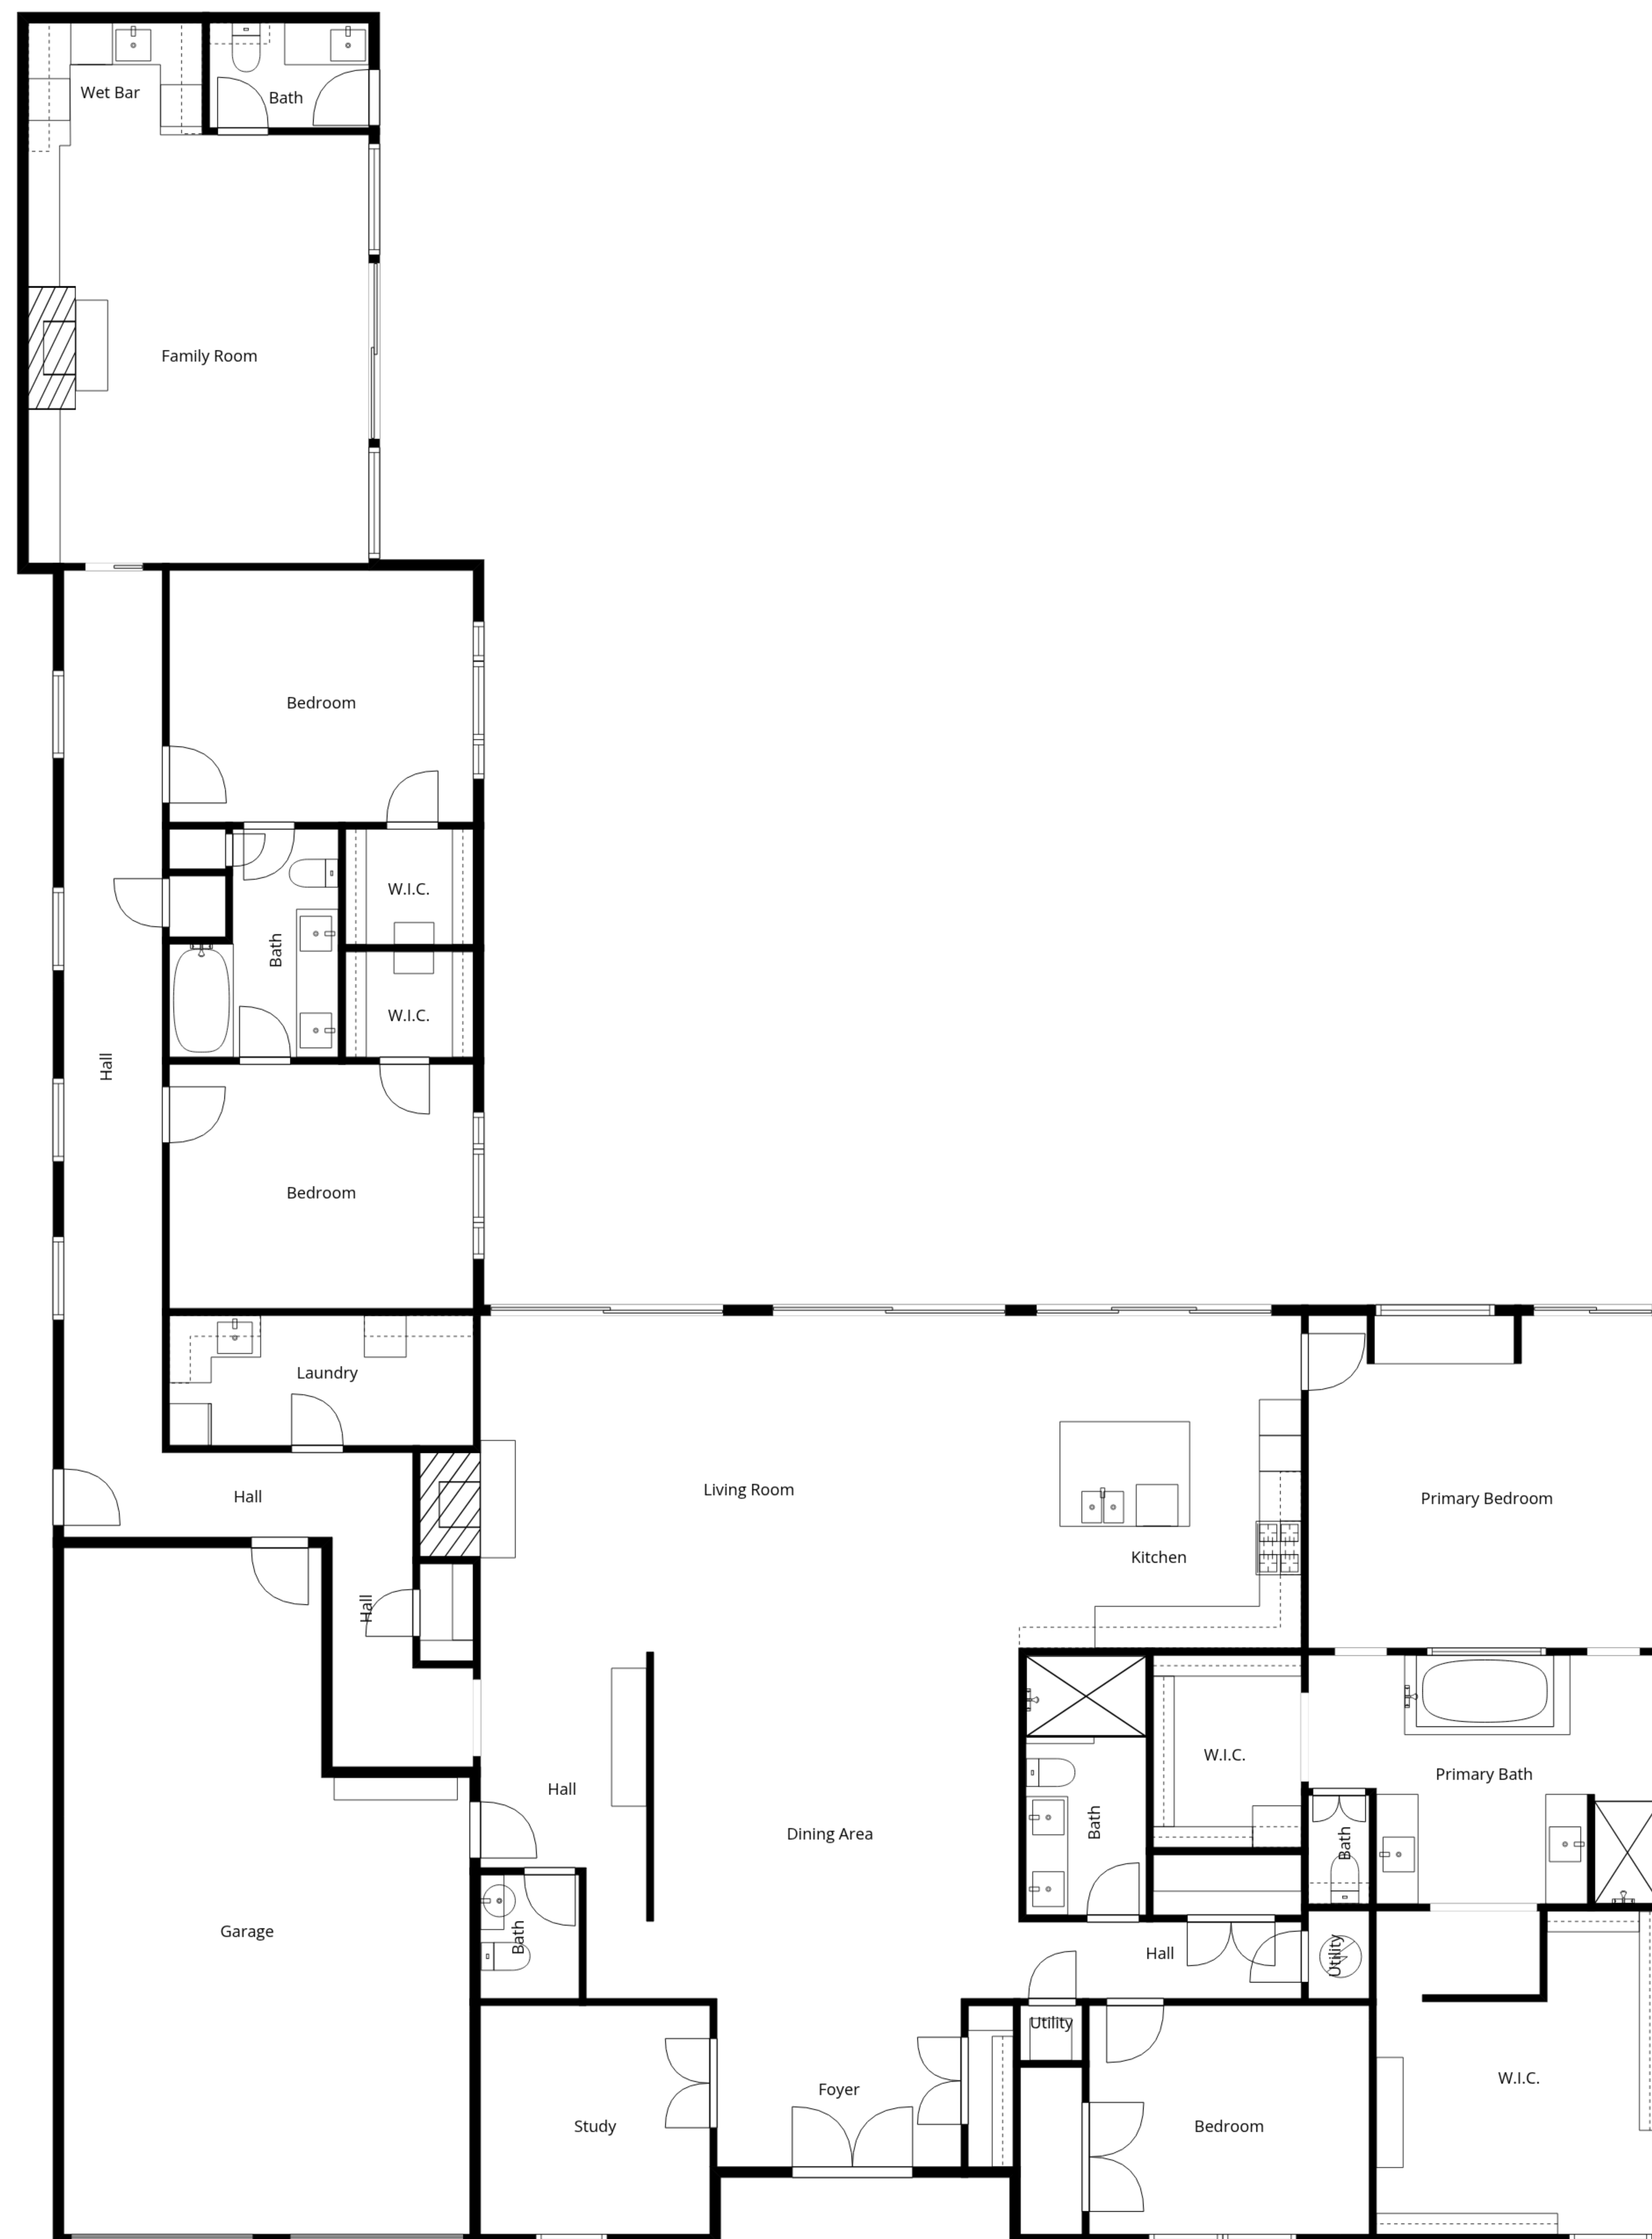 Wet Bar
Bath
Family Room
Bedroom
W.I.C.
Bath
W.I.C.
Hall
Bedroom
Laundry
Living Room
Hall
Primary Bedroom
Kitchen
Hall
W.I.C.
Primary Bath
Hall
Bath
Dining Area
Bath
Garage
Bath
Hall
Utility
Utility
W.I.C.
Foyer
Study
Bedroom